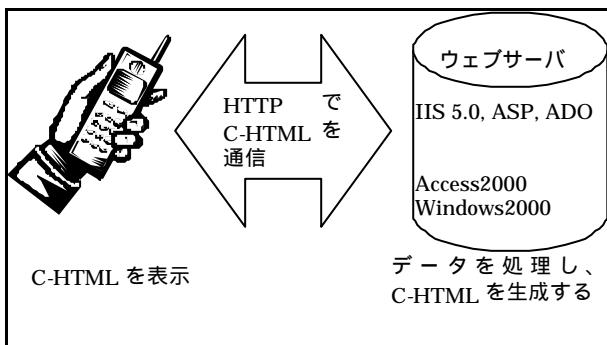 HTTP で
C-HTML を
通信
ウェブサーバ
IIS 5.0, ASP, ADO
Access2000
Windows2000
C-HTML を表示
データを処理し、
C-HTML を生成する